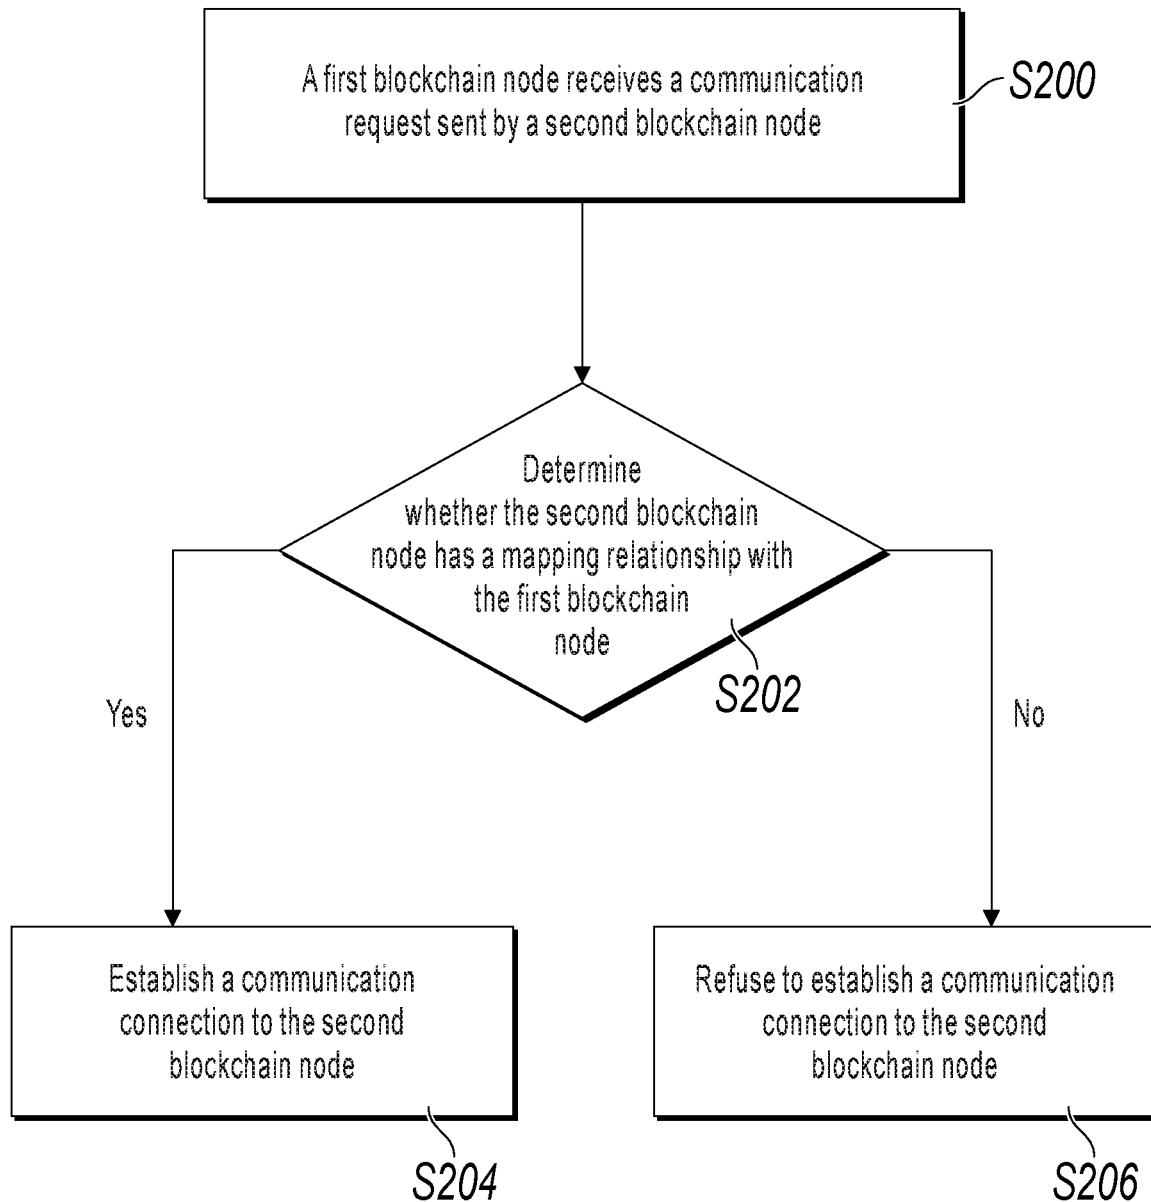 A first blockchain node receives a communication
request sent by a second blockchain node
S200
Determine
whether the second blockchain
node has a mapping relationship with
the first blockchain
node
S202
Yes
No
Establish a communication
connection to the second
blockchain node
S204
Refuse to establish a communication
connection to the second
blockchain node
S206